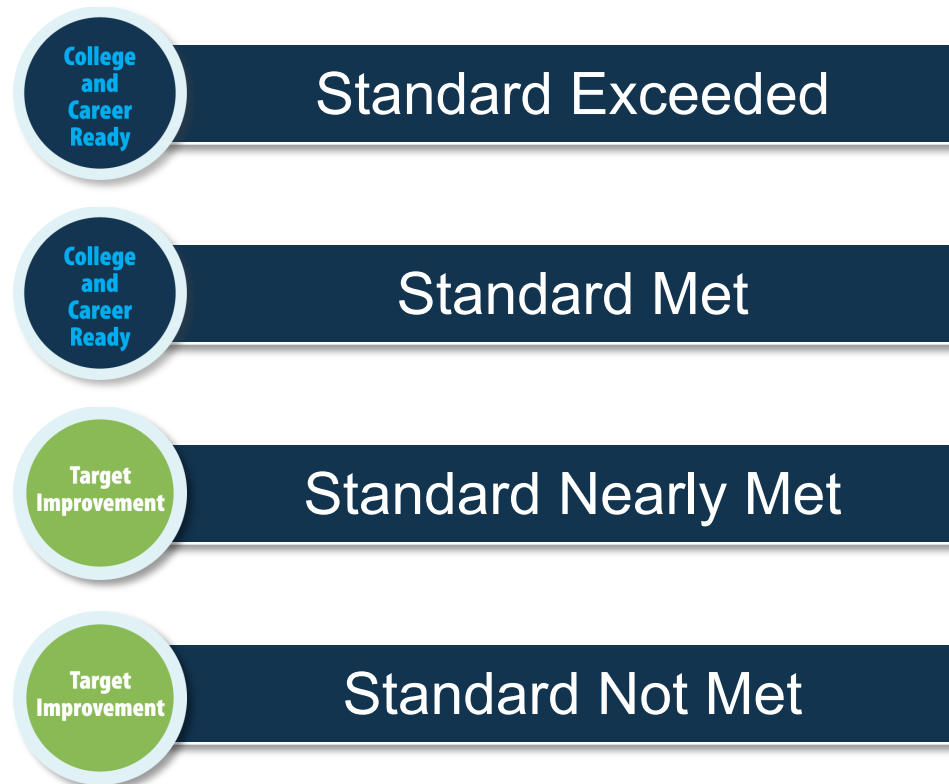 College
and
Career
Ready
Standard Exceeded
College
and
Career
Ready
Standard Met
Target
Improvement
Standard Nearly Met
Target
Improvement
Standard Not Met